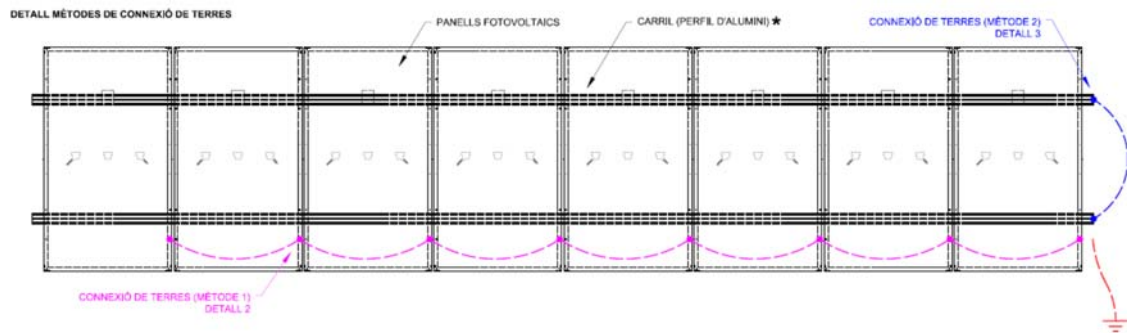 DETALL MÈTODES DE CONNEXIÓ DE TERRES
PANELLS FOTOVOLTAICS
CARRIL (PERFIL D'ALUMINI) ★
CONNEXIÓ DE TERRES (MÈTODE 2)
DETALL 3
CONNEXIÓ DE TERRES (MÈTODE 1)
DETALL 2